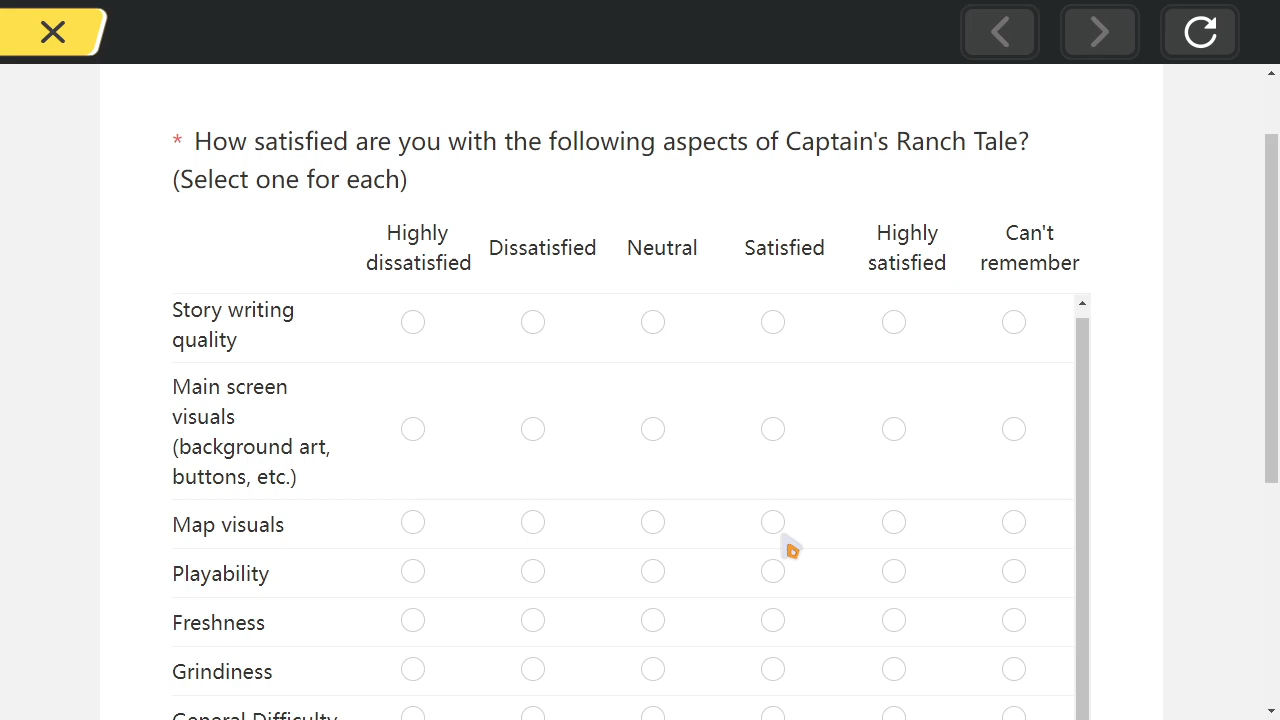 * How satisfied are you with the following aspects of Captain's Ranch Tale?
(Select one for each)
Highly dissatisfied Dissatisfied Neutral Satisfied Highly satisfied Can't remember
Story writing
quality
Main screen
visuals
(background art,
buttons, etc.)
Map visuals
Playability
Freshness
Grindiness
General Difficulty